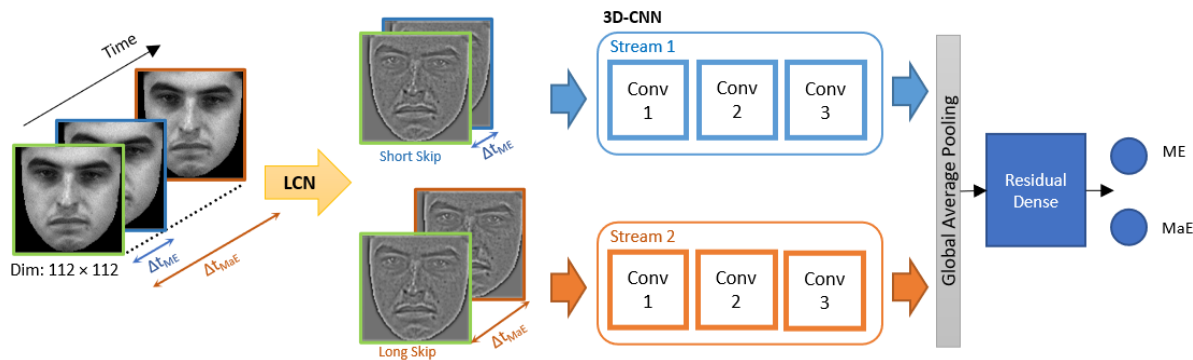 Time
Dim: 112 × 112
Δt_ME
Δt_MaE
LCN
Short Skip
Δt_ME
Long Skip
Δt_MaE
3D-CNN
Stream 1
Conv
1
Conv
2
Conv
3
Stream 2
Conv
1
Conv
2
Conv
3
Global Average Pooling
Residual
Dense
ME
MaE